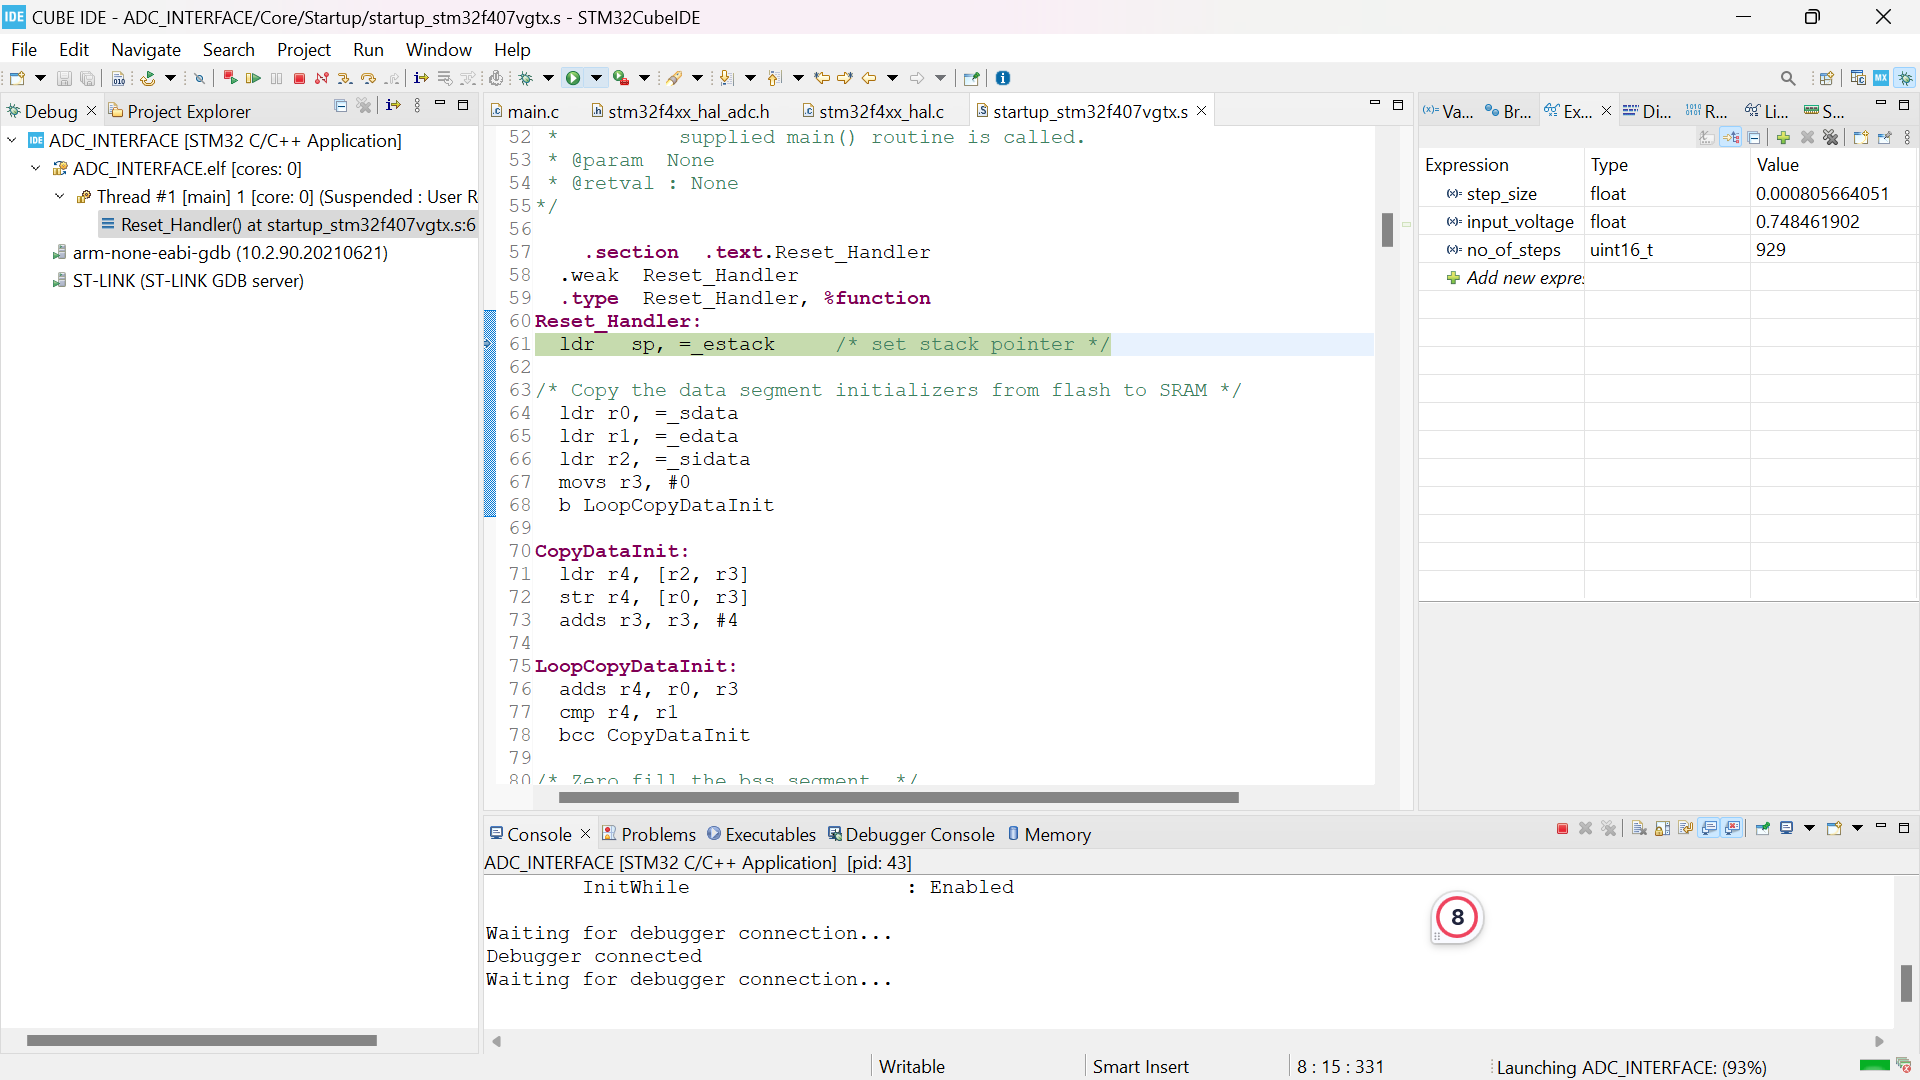 IDE CUBE IDE - ADC_INTERFACE/Core/Startup/startup_stm32f407vgtx.s - STM32CubeIDE
File Edit Navigate Search Project Run Window Help
Debug Project Explorer
IDE ADC_INTERFACE [STM32 C/C++ Application]
ADC_INTERFACE.elf [cores: 0]
Thread #1 [main] 1 [core: 0] (Suspended : User R
Reset_Handler() at startup_stm32f407vgtx.s:6
arm-none-eabi-gdb (10.2.90.20210621)
ST-LINK (ST-LINK GDB server)
main.c stm32f4xx_hal_adc.h stm32f4xx_hal.c startup_stm32f407vgtx.s
52 * supplied main() routine is called.
53 * @param None
54 * @retval : None
55 */
56
57 .section .text.Reset_Handler
58 .weak Reset_Handler
59 .type Reset_Handler, %function
60 Reset_Handler:
61 ldr sp, =_estack /* set stack pointer */
62
63 /* Copy the data segment initializers from flash to SRAM */
64 ldr r0, =_sdata
65 ldr r1, =_edata
66 ldr r2, =_sidata
67 movs r3, #0
68 b LoopCopyDataInit
69
70 CopyDataInit:
71 ldr r4, [r2, r3]
72 str r4, [r0, r3]
73 adds r3, r3, #4
74
75 LoopCopyDataInit:
76 adds r4, r0, r3
77 cmp r4, r1
78 bcc CopyDataInit
79
80 /* Zero fill the bss segment. */
(x)= Va... Br... Ex... Di... R... Li... S...
Expression Type Value
(x)= step_size float 0.000805664051
(x)= input_voltage float 0.748461902
(x)= no_of_steps uint16_t 929
Add new expre
Console Problems Executables Debugger Console Memory
ADC_INTERFACE [STM32 C/C++ Application] [pid: 43]
InitWhile : Enabled
Waiting for debugger connection...
Debugger connected
Waiting for debugger connection...
8
Writable Smart Insert 8 : 15 : 331 Launching ADC_INTERFACE: (93%)